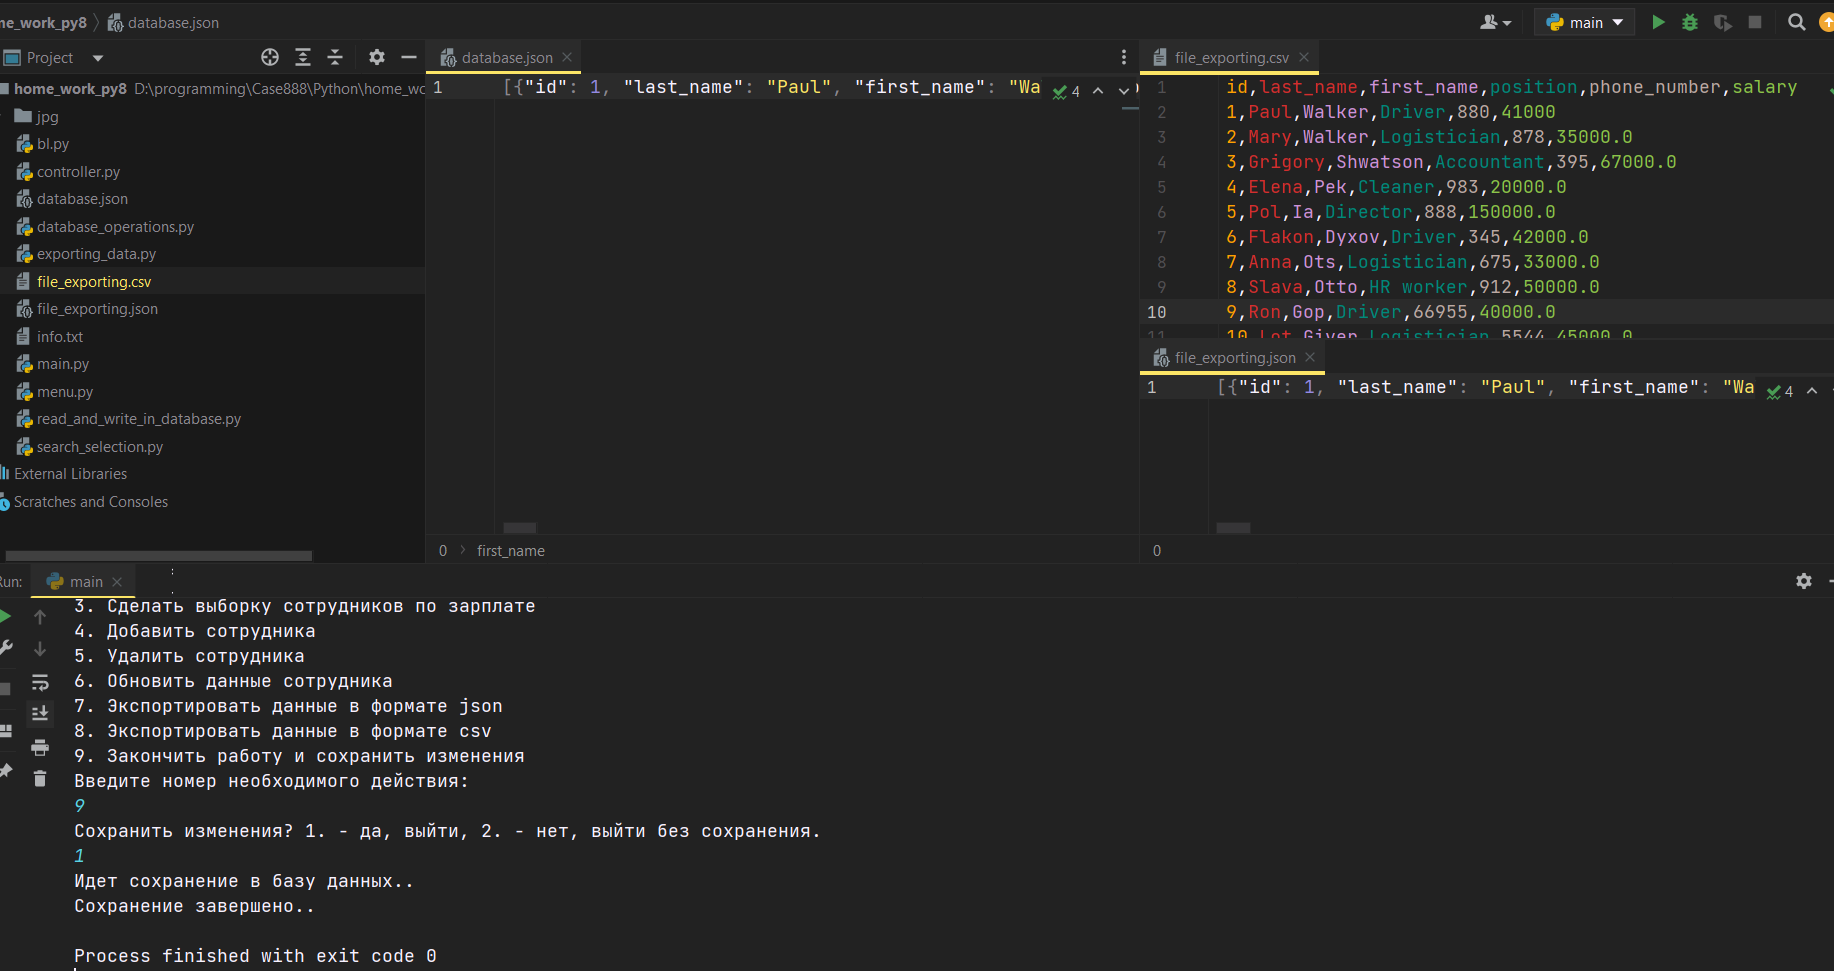 me_work_py8 database.json
main
Project
home_work_py8 D:\programming\Case888\Python\home_wc
jpg
bl.py
controller.py
database.json
database_operations.py
exporting_data.py
file_exporting.csv
file_exporting.json
info.txt
main.py
menu.py
read_and_write_in_database.py
search_selection.py
External Libraries
Scratches and Consoles
database.json
1 [{"id": 1, "last_name": "Paul", "first_name": "Wa
4
0 first_name
file_exporting.csv
1 id,last_name,first_name,position,phone_number,salary
2 1,Paul,Walker,Driver,880,41000
3 2,Mary,Walker,Logistician,878,35000.0
4 3,Grigory,Shwatson,Accountant,395,67000.0
5 4,Elena,Pek,Cleaner,983,20000.0
6 5,Pol,Ia,Director,888,150000.0
7 6,Flakon,Dyxov,Driver,345,42000.0
8 7,Anna,Ots,Logistician,675,33000.0
9 8,Slava,Otto,HR worker,912,50000.0
10 9,Ron,Gop,Driver,66955,40000.0
11 10,Lot,Giver,Logistician,5544,45000.0
file_exporting.json
1 [{"id": 1, "last_name": "Paul", "first_name": "Wa
4
0
Run: main
3. Сделать выборку сотрудников по зарплате
4. Добавить сотрудника
5. Удалить сотрудника
6. Обновить данные сотрудника
7. Экспортировать данные в формате json
8. Экспортировать данные в формате csv
9. Закончить работу и сохранить изменения
Введите номер необходимого действия:
9
Сохранить изменения? 1. - да, выйти, 2. - нет, выйти без сохранения.
1
Идет сохранение в базу данных..
Сохранение завершено..
Process finished with exit code 0